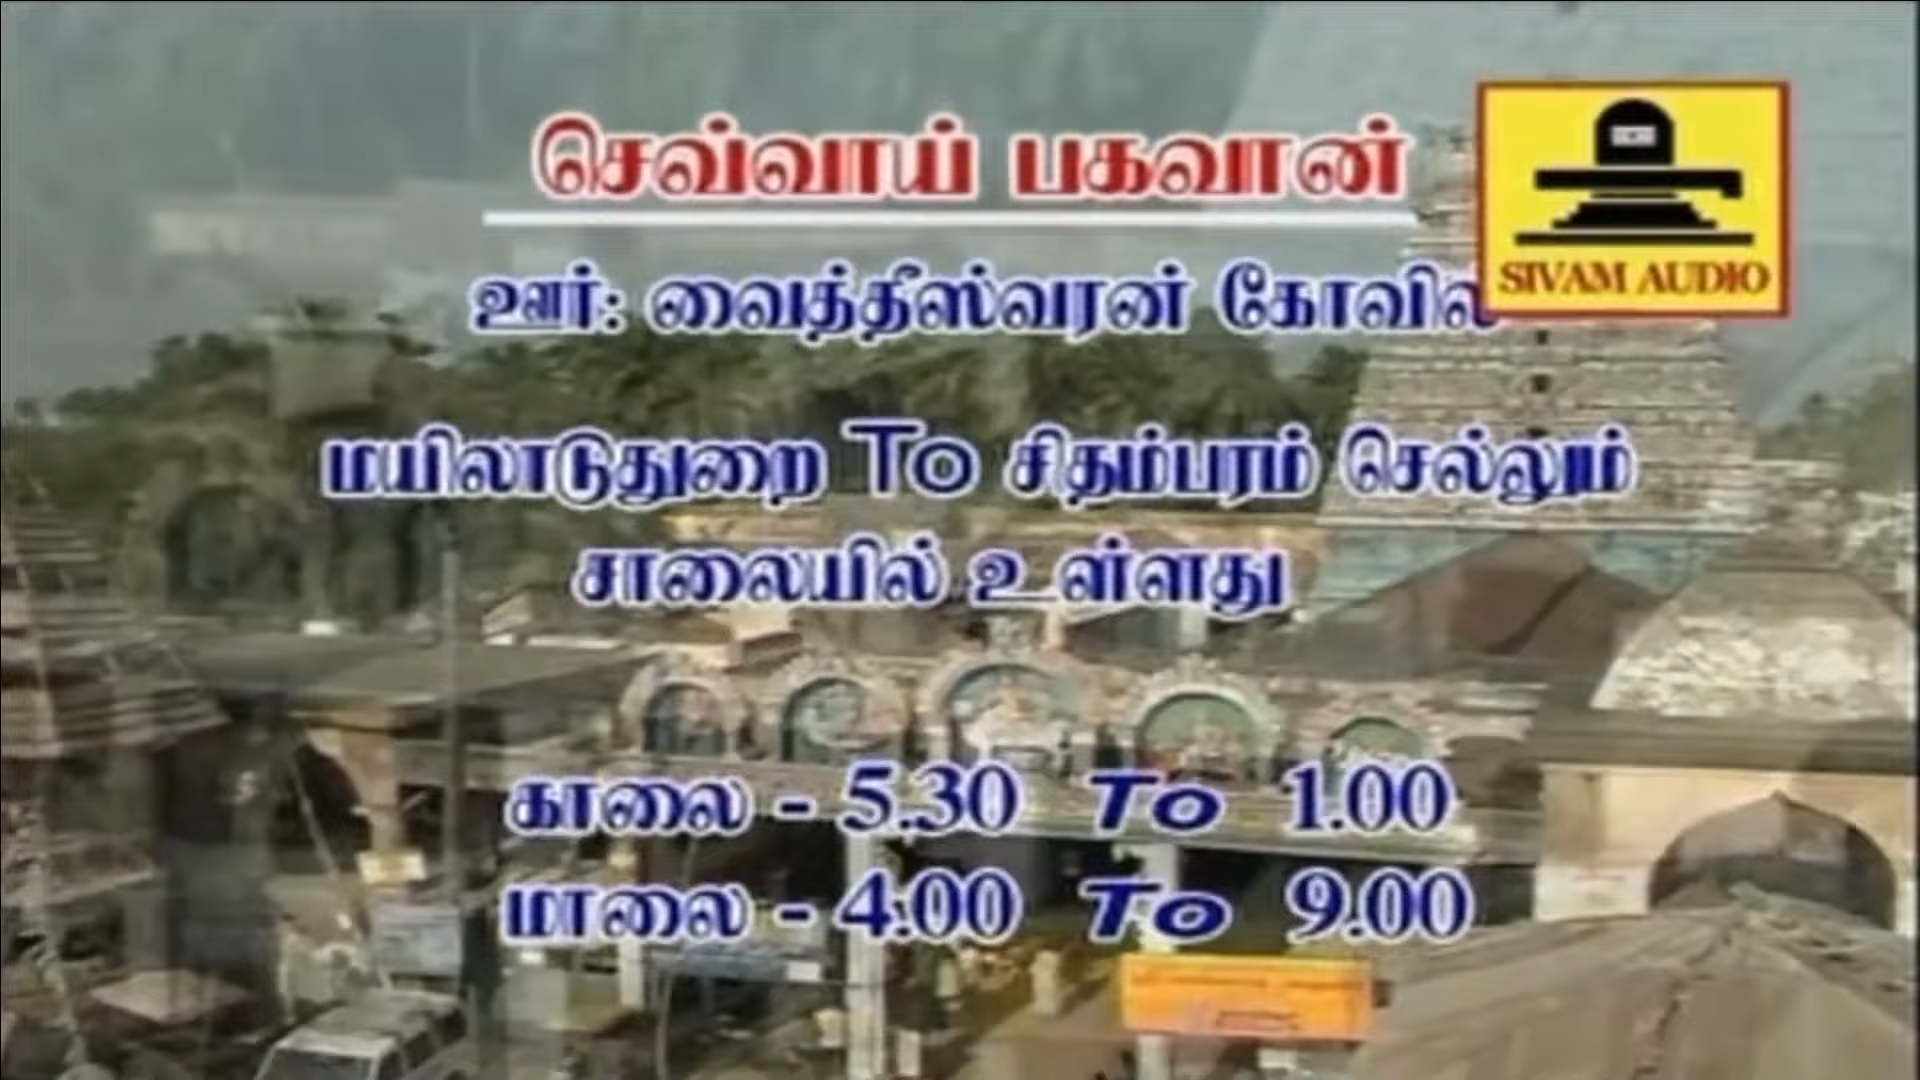 செவ்வாய் பகவான்
SIVAM AUDIO
ஊர்: வைத்தீஸ்வரன் கோவில்
மயிலாடுதுறை To சிதம்பரம் செல்லும்
சாலையில் உள்ளது
காலை - 5.30 To 1.00
மாலை - 4.00 To 9.00